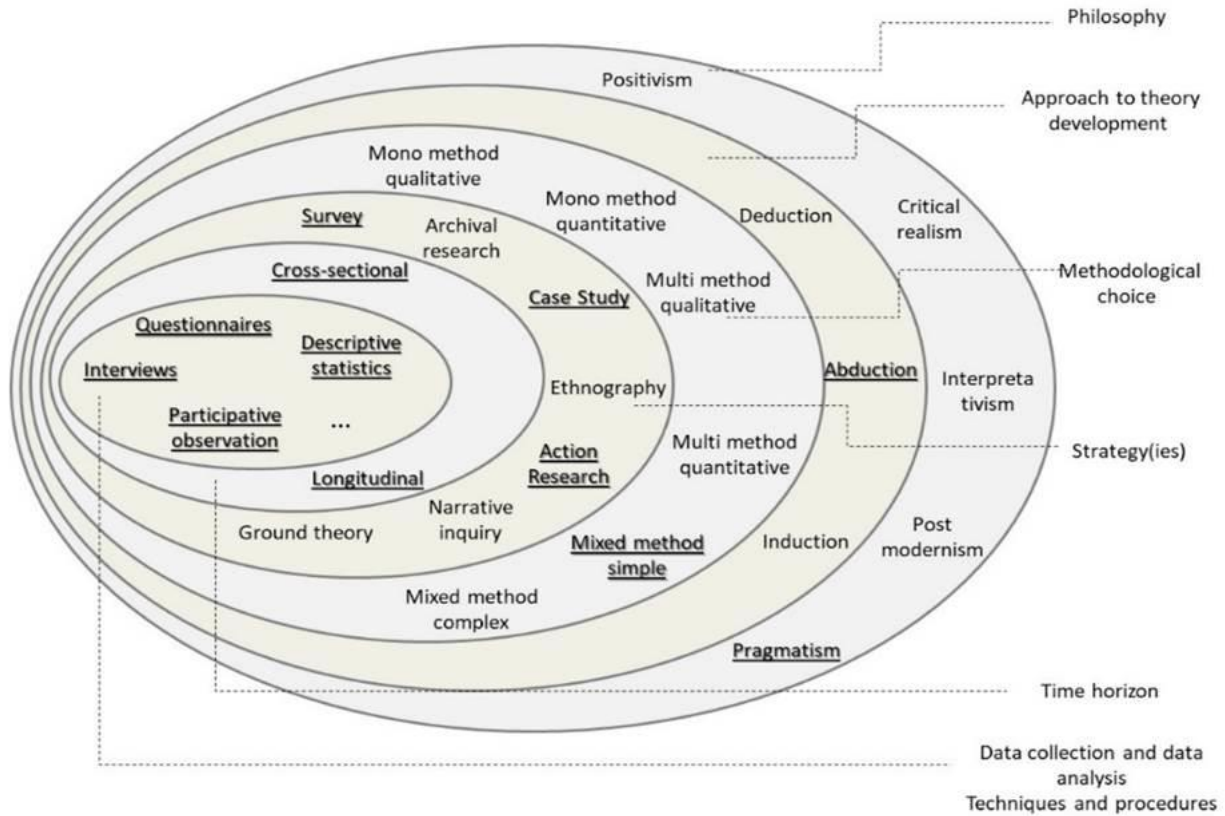 Philosophy
Positivism
Approach to theory
development
Mono method
qualitative
Mono method
quantitative
Deduction
Critical
realism
Survey
Archival
research
Cross-sectional
Case Study
Multi method
qualitative
Methodological
choice
Questionnaires
Descriptive
statistics
Interviews
Ethnography
Abduction
Interpreta
tivism
Participative
observation
...
Multi method
quantitative
Strategy(ies)
Action
Research
Longitudinal
Narrative
inquiry
Ground theory
Mixed method
simple
Induction
Post
modernism
Mixed method
complex
Pragmatism
Time horizon
Data collection and data
analysis
Techniques and procedures